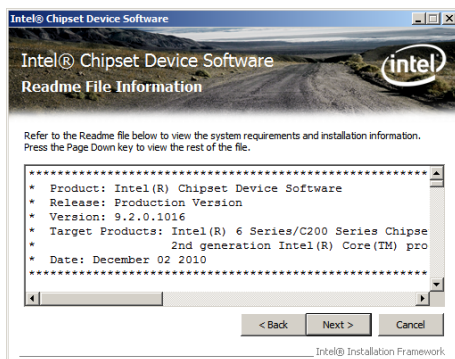 Intel® Chipset Device Software
Intel® Chipset Device Software
intel
Readme File Information
Refer to the Readme file below to view the system requirements and installation information.
Press the Page Down key to view the rest of the file.
************************************************************
*   Product: Intel(R) Chipset Device Software
*   Release: Production Version
*   Version: 9.2.0.1016
*   Target Products: Intel(R) 6 Series/C200 Series Chipse
*                    2nd generation Intel(R) Core(TM) pro
*   Date: December 02 2010
************************************************************
< Back Next > Cancel
Intel® Installation Framework